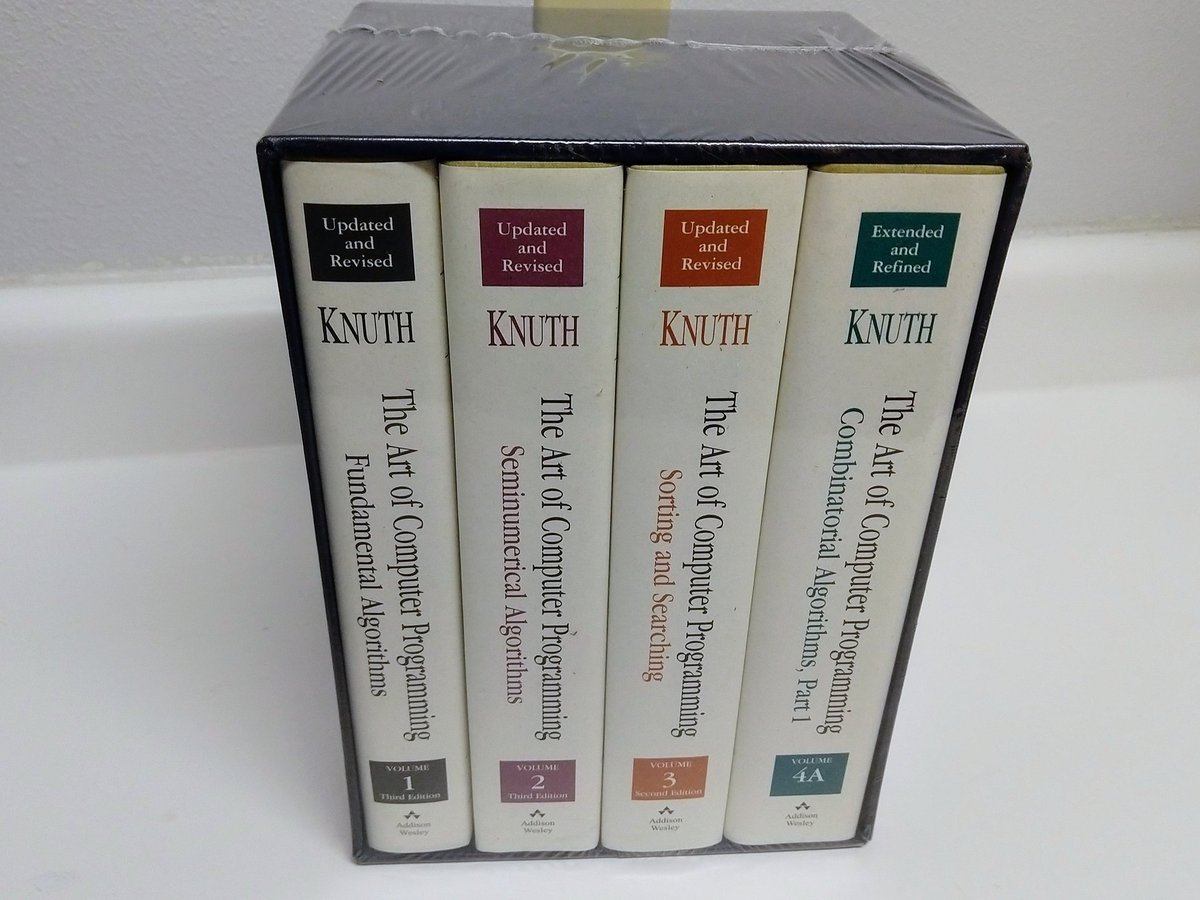 Updated
and
Revised
KNUTH
The Art of Computer Programming
Fundamental Algorithms
VOLUME
1
Third Edition
Addison
Wesley
Updated
and
Revised
KNUTH
The Art of Computer Programming
Seminumerical Algorithms
VOLUME
2
Third Edition
Addison
Wesley
Updated
and
Revised
KNUTH
The Art of Computer Programming
Sorting and Searching
VOLUME
3
Second Edition
Addison
Wesley
Extended
and
Refined
KNUTH
The Art of Computer Programming
Combinatorial Algorithms, Part 1
VOLUME
4A
Addison
Wesley